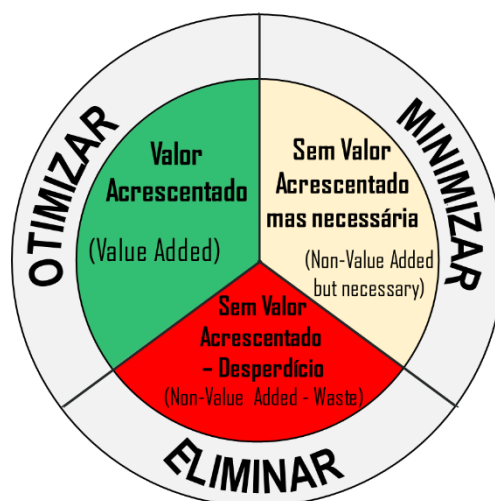 OTIMIZAR
Valor
Acrescentado
(Value Added)
MINIMIZAR
Sem Valor
Acrescentado
mas necessária
(Non-Value Added
but necessary)
Sem Valor
Acrescentado
– Desperdício
(Non-Value Added - Waste)
ELIMINAR